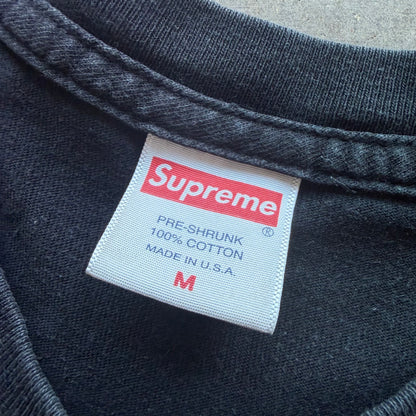 Supreme®
PRE-SHRUNK
100% COTTON
MADE IN U.S.A.
M